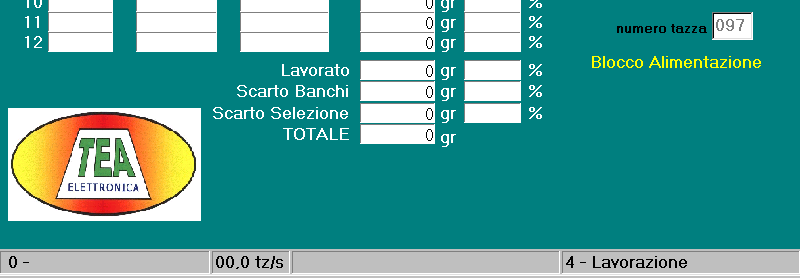 10 0 gr %
11 0 gr % numero tazza 097
12 0 gr %
Blocco Alimentazione
Lavorato 0 gr %
Scarto Banchi 0 gr %
Scarto Selezione 0 gr %
TOTALE 0 gr
TEA
ELETTRONICA
0 - 00,0 tz/s 4 - Lavorazione